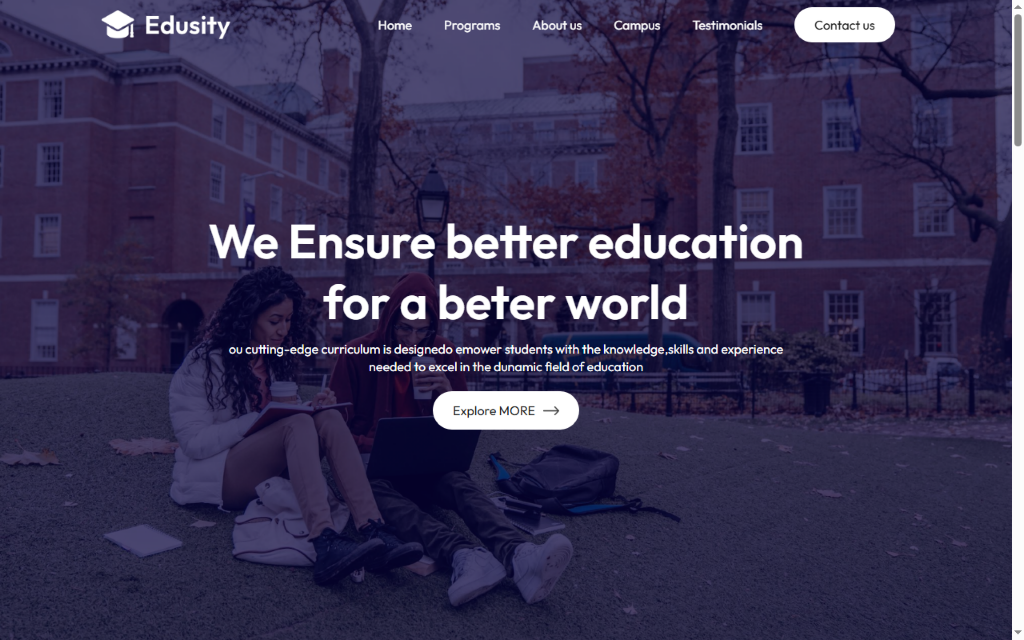 Edusity
Home
Programs
About us
Campus
Testimonials
Contact us
We Ensure better education
for a beter world
ou cutting-edge curriculum is designedo emower students with the knowledge,skills and experience
needed to excel in the dunamic field of education
Explore MORE